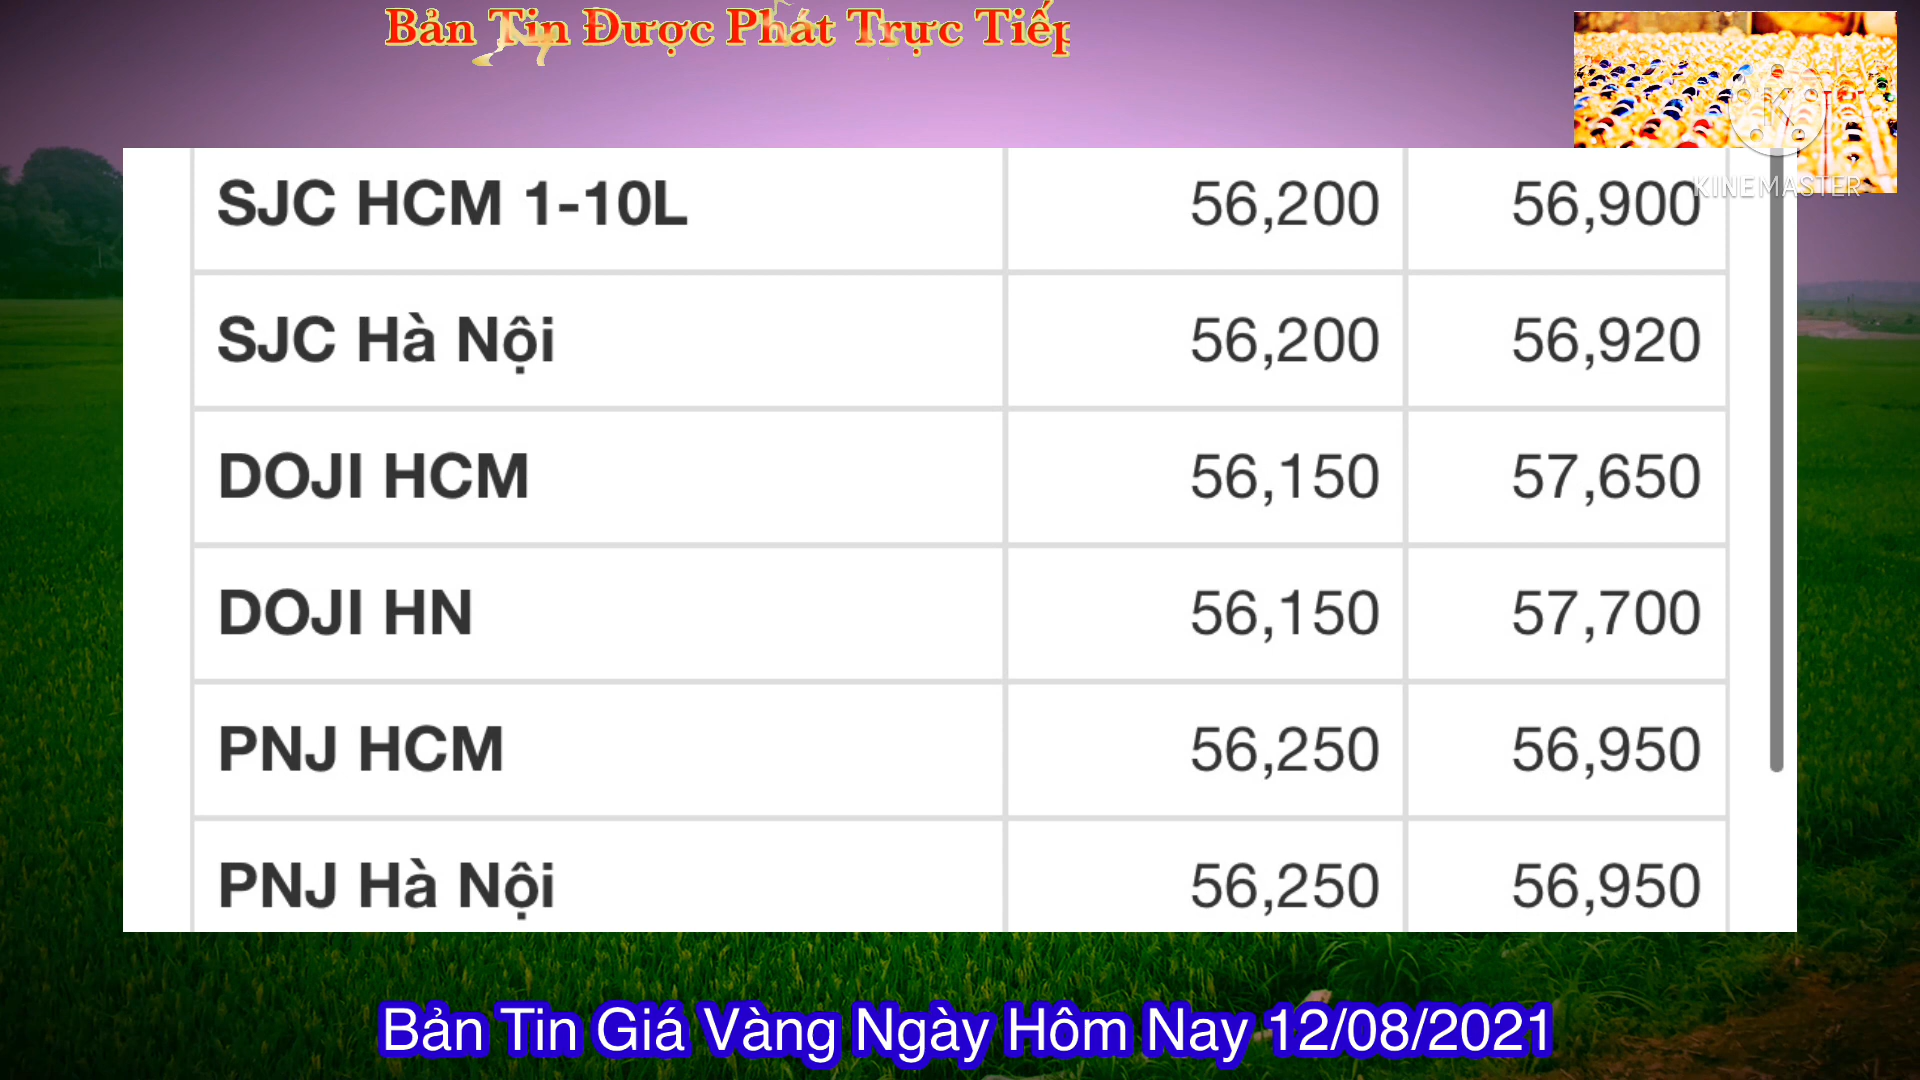 Bản Tin Được Phát Trực Tiếp
KINEMASTER
SJC HCM 1-10L 56,200 56,900
SJC Hà Nội 56,200 56,920
DOJI HCM 56,150 57,650
DOJI HN 56,150 57,700
PNJ HCM 56,250 56,950
PNJ Hà Nội 56,250 56,950
Bản Tin Giá Vàng Ngày Hôm Nay 12/08/2021